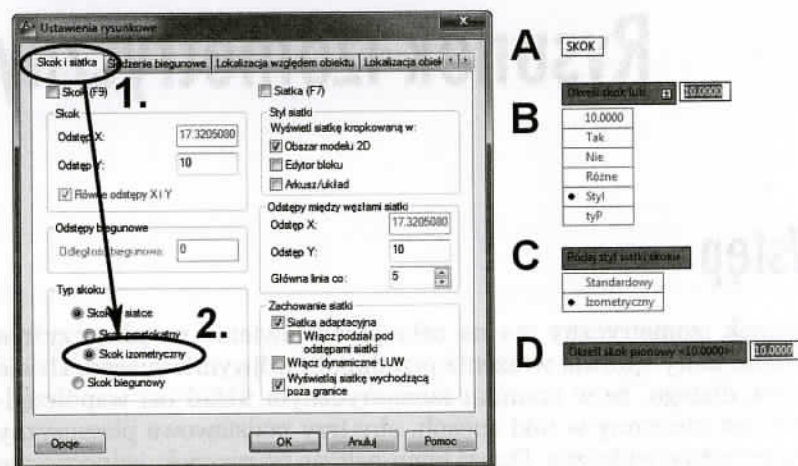 Ustawienia rysunkowe
Skok i siatka
Śledzenie biegunowe
Lokalizacja względem obiektu
Lokalizacja obiek
1.
Skok (F9)
Skok
Odstęp X:
17.3205080
Odstęp Y:
10
Równe odstępy X i Y
Odstępy biegunowe
Odległość biegunowa:
0
Typ skoku
Skok w siatce
Skok prostokątny
2.
Skok izometryczny
Skok biegunowy
Siatka (F7)
Styl siatki
Wyświetl siatkę kropkowaną w:
Obszar modelu 2D
Edytor bloku
Arkusz/układ
Odstępy między węzłami siatki
Odstęp X:
17.3205080
Odstęp Y:
10
Główna linia co:
5
Zachowanie siatki
Siatka adaptacyjna
Włącz podział pod
odstępami siatki
Włącz dynamiczne LUW
Wyświetlaj siatkę wychodzącą
poza granice
Opcje...
OK
Anuluj
Pomoc
A
SKOK
B
Określ skok lub
10.0000
10.0000
Tak
Nie
Różne
Styl
tyP
C
Podaj styl siatki skoku
Standardowy
Izometryczny
D
Określ skok pionowy <10.0000>:
10.0000